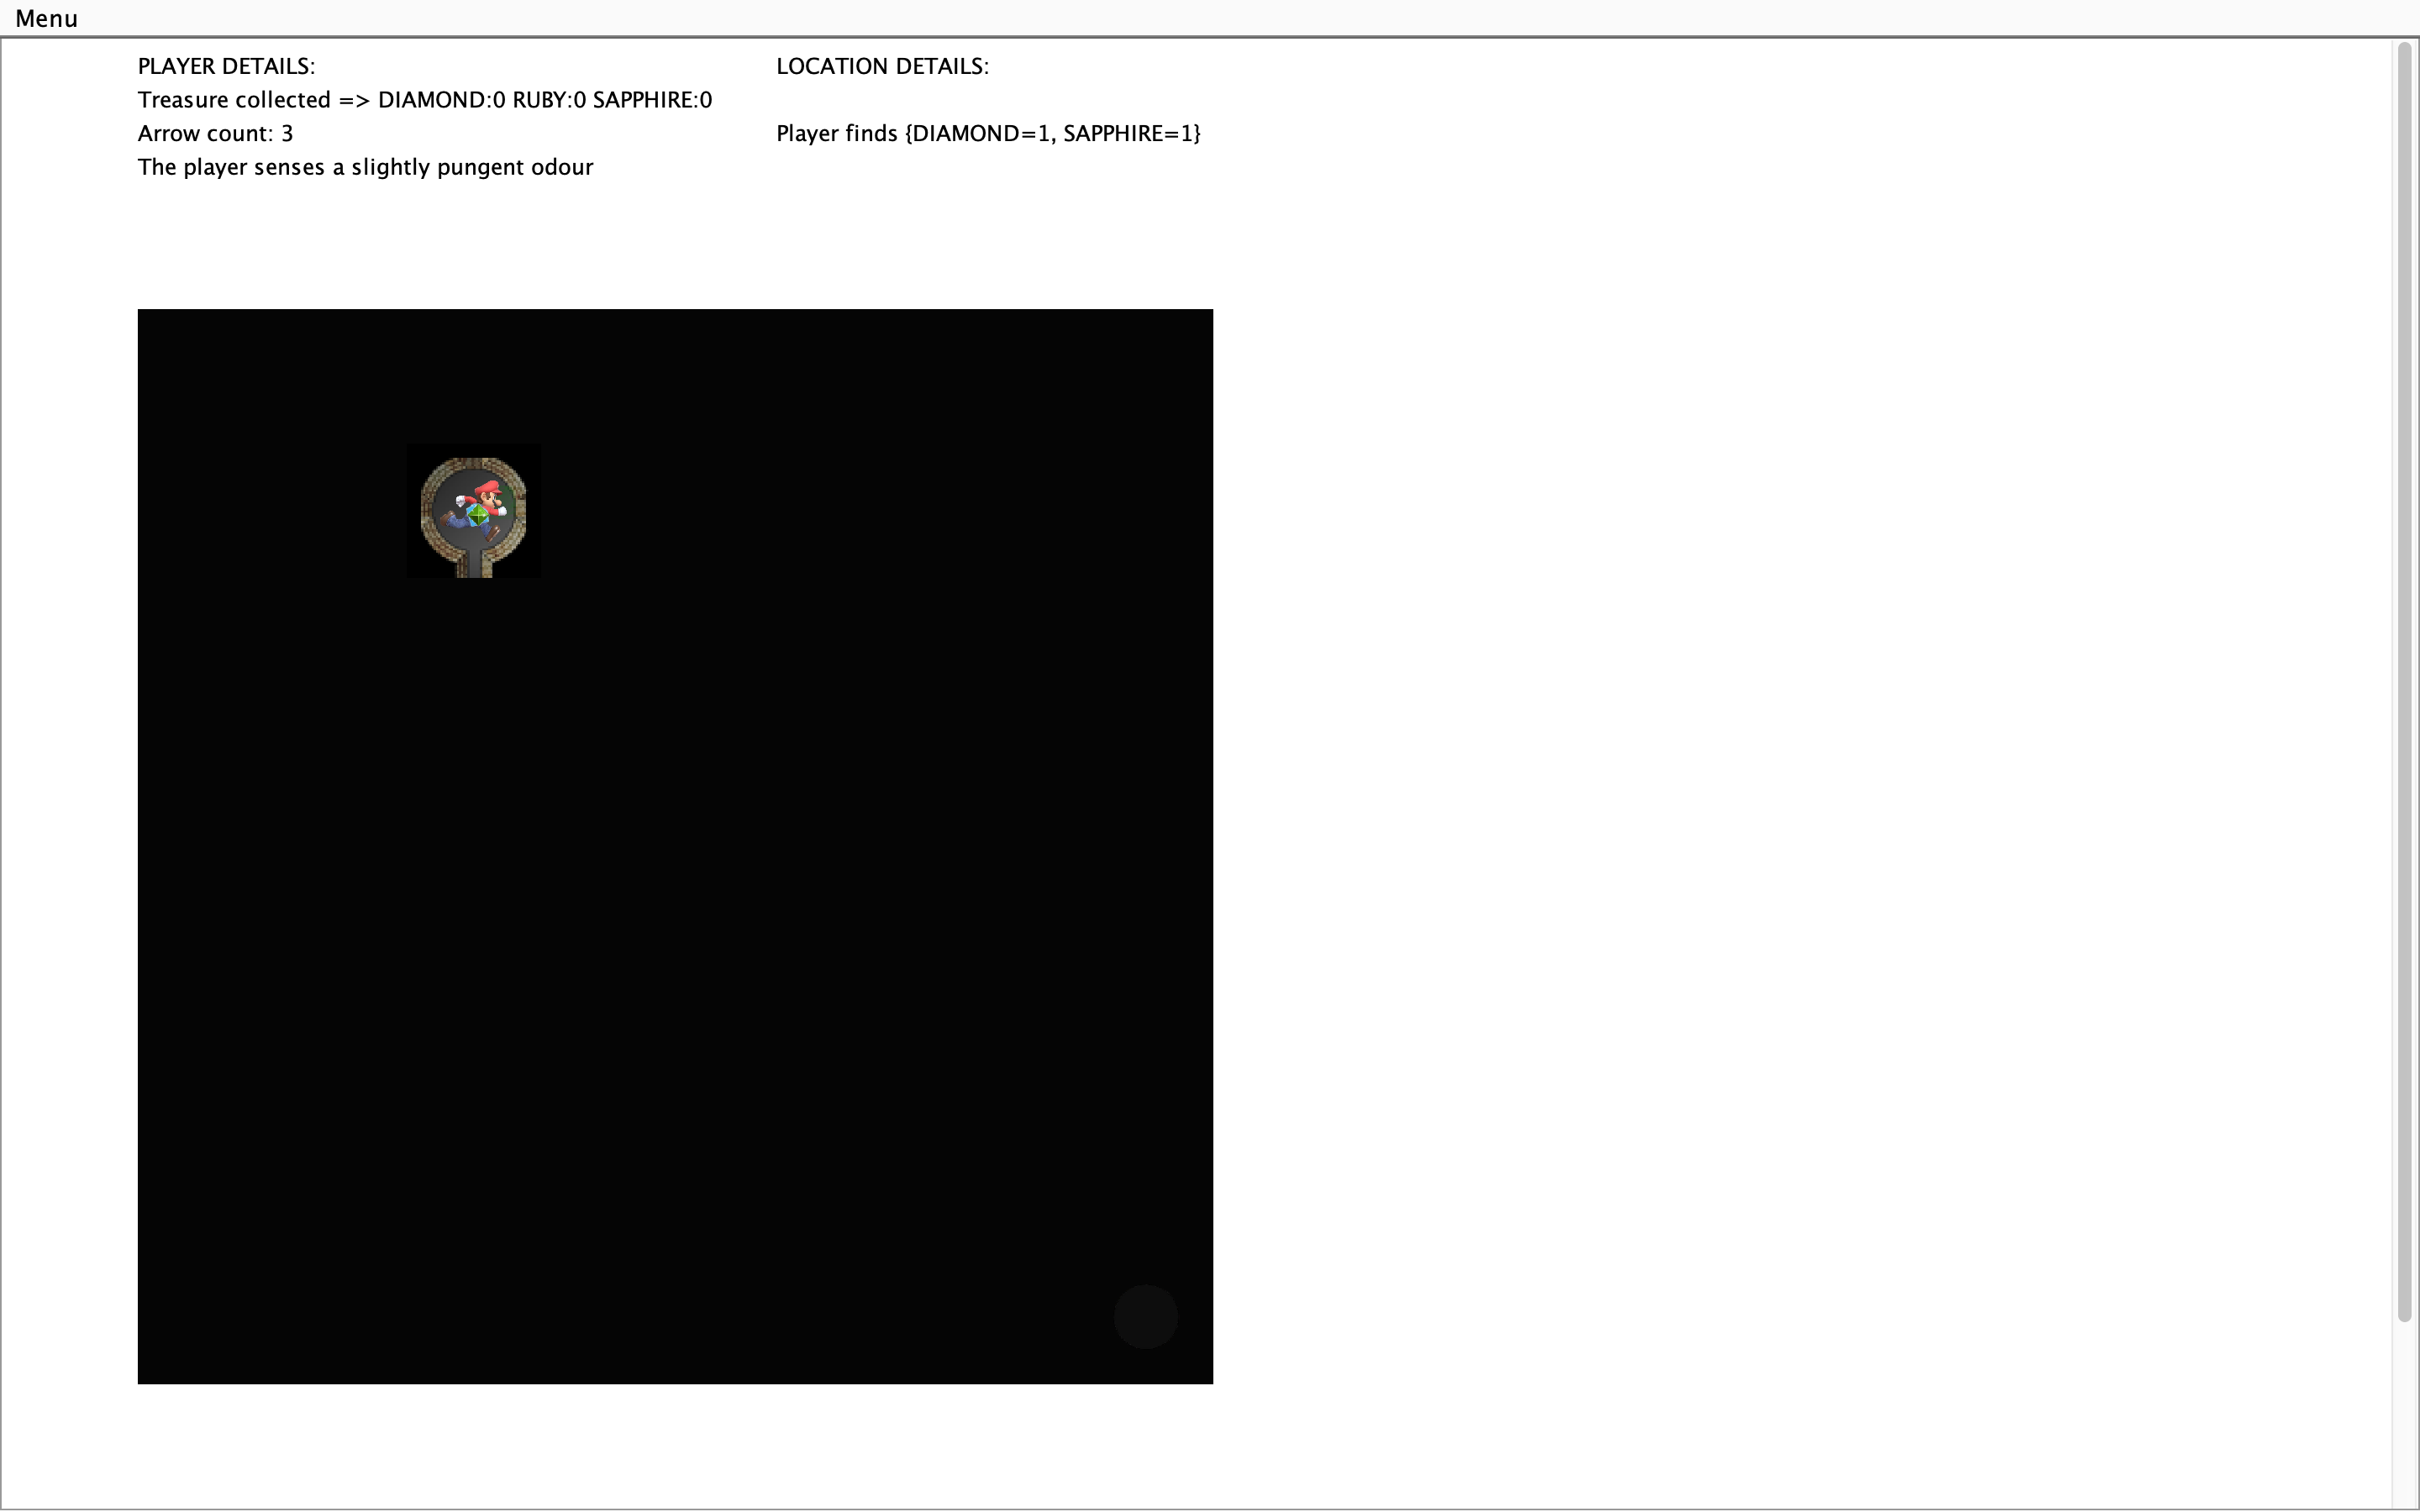 Menu
PLAYER DETAILS:
Treasure collected => DIAMOND:0 RUBY:0 SAPPHIRE:0
Arrow count: 3
The player senses a slightly pungent odour
LOCATION DETAILS:
Player finds {DIAMOND=1, SAPPHIRE=1}